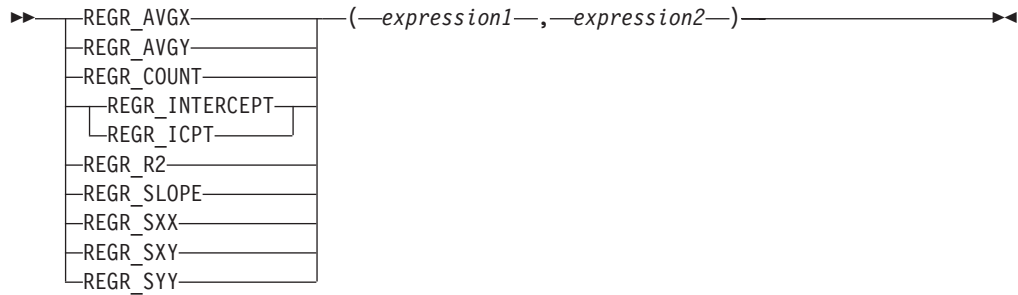 REGR_AVGX ( expression1 , expression2 )
REGR_AVGY
REGR_COUNT
REGR_INTERCEPT
REGR_ICPT
REGR_R2
REGR_SLOPE
REGR_SXX
REGR_SXY
REGR_SYY